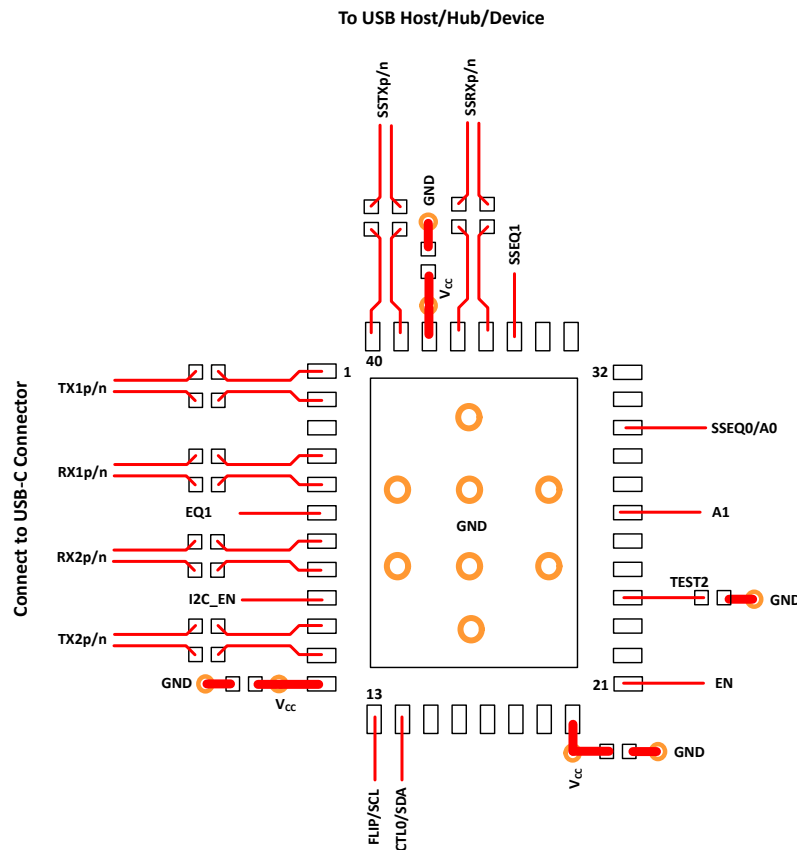 To USB Host/Hub/Device
SSTXp/n
SSRXp/n
GND
SSEQ1
VCC
40
1
32
TX1p/n
SSEQ0/A0
RX1p/n
EQ1
A1
GND
RX2p/n
I2C_EN
TEST2
GND
TX2p/n
GND
VCC
13
21
EN
GND
VCC
FLIP/SCL
CTL0/SDA
Connect to USB-C Connector